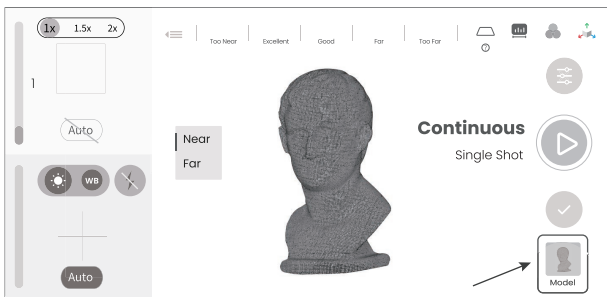 1x 1.5x 2x
1
Auto
WB
Auto
Too Near Excellent Good Far Too Far
?
Near
Far
Continuous
Single Shot
Model